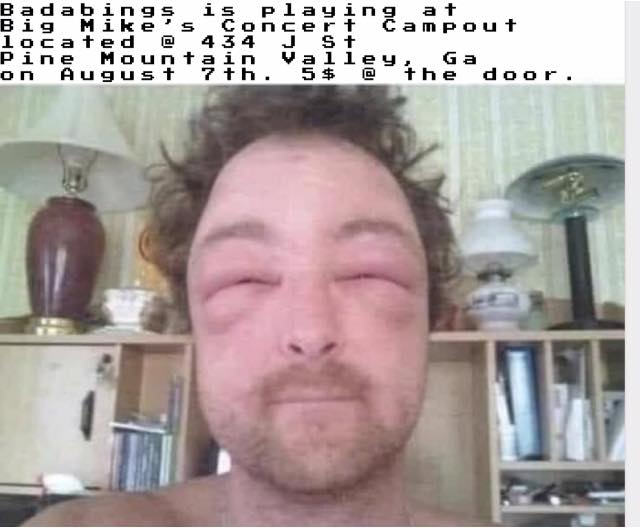 Badabings is playing at
Big Mike's Concert Campout
located @ 434 J St
Pine Mountain Valley, Ga
on August 7th. 5$ @ the door.